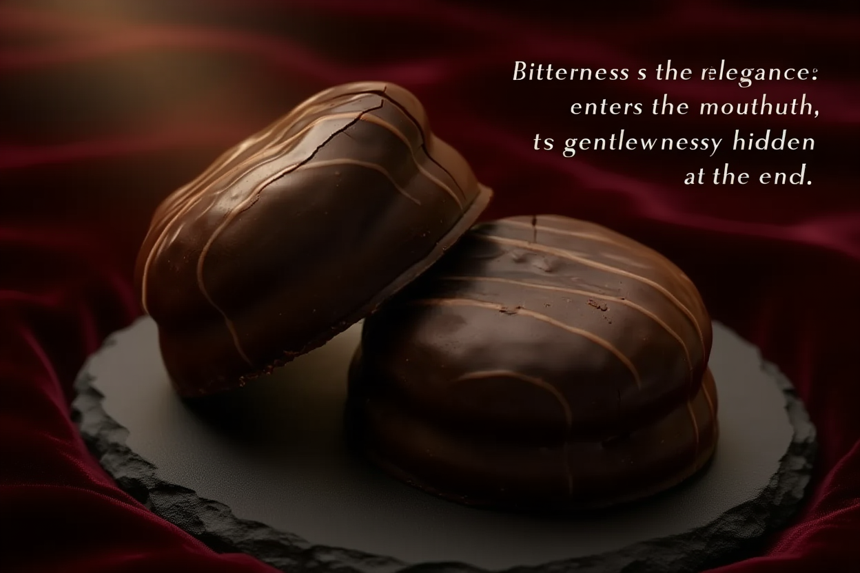 Bitterness s the relegance:
enters the mouthuth,
ts gentlewnessy hidden
at the end.